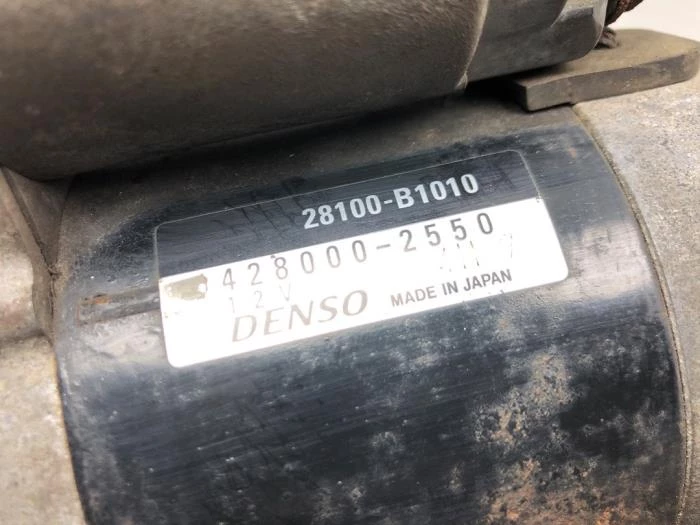 28100-B1010
428000-2550
12V
DENSO MADE IN JAPAN